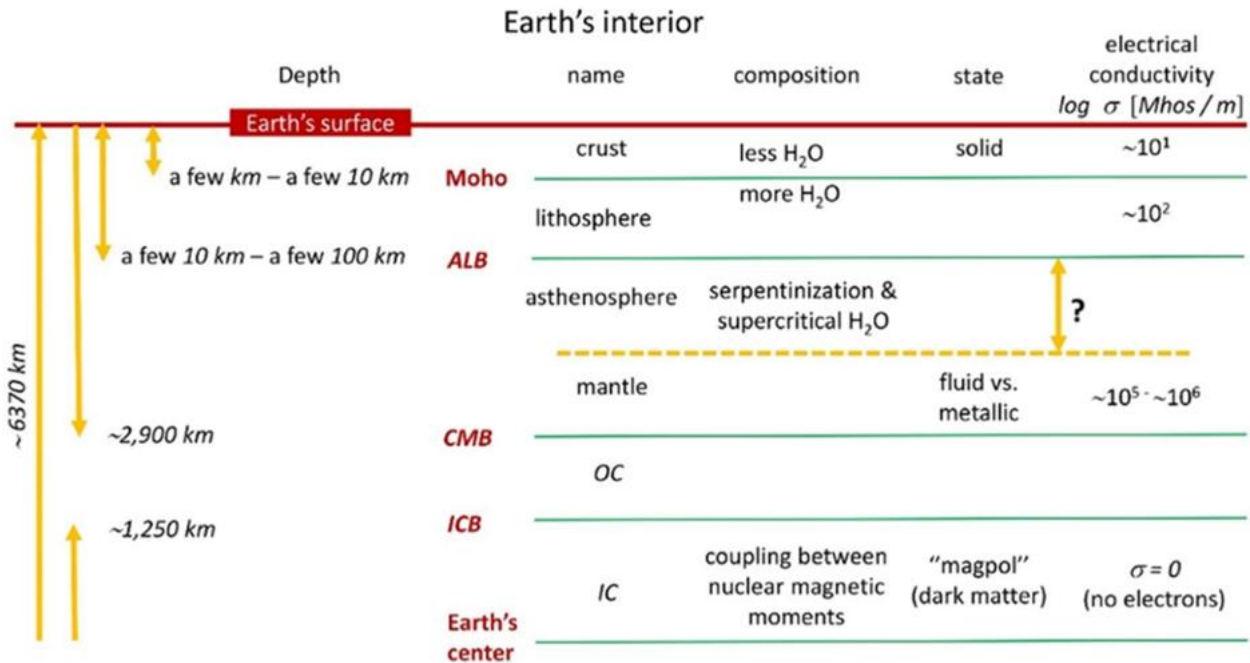 Earth's interior
Depth
name
composition
state
electrical
conductivity
log σ [Mhos / m]
Earth's surface
crust
less H₂O
solid
~10¹
a few km – a few 10 km
Moho
more H₂O
lithosphere
~10²
a few 10 km – a few 100 km
ALB
asthenosphere
serpentinization &
supercritical H₂O
?
~6370 km
mantle
fluid vs.
metallic
~10⁵ - ~10⁶
~2,900 km
CMB
OC
~1,250 km
ICB
IC
coupling between
nuclear magnetic
moments
"magpol"
(dark matter)
σ = 0
(no electrons)
Earth's
center